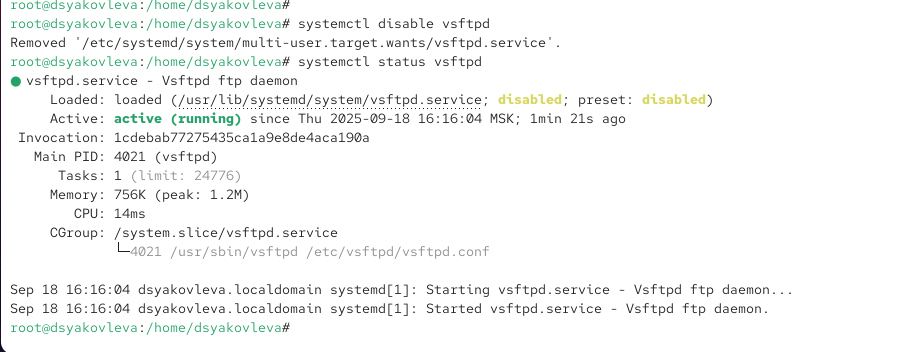 root@dsyakovleva:/home/dsyakovleva#
root@dsyakovleva:/home/dsyakovleva# systemctl disable vsftpd
Removed '/etc/systemd/system/multi-user.target.wants/vsftpd.service'.
root@dsyakovleva:/home/dsyakovleva# systemctl status vsftpd
● vsftpd.service - Vsftpd ftp daemon
     Loaded: loaded (/usr/lib/systemd/system/vsftpd.service; disabled; preset: disabled)
     Active: active (running) since Thu 2025-09-18 16:16:04 MSK; 1min 21s ago
 Invocation: 1cdebab77275435ca1a9e8de4aca190a
   Main PID: 4021 (vsftpd)
      Tasks: 1 (limit: 24776)
     Memory: 756K (peak: 1.2M)
        CPU: 14ms
     CGroup: /system.slice/vsftpd.service
             └─4021 /usr/sbin/vsftpd /etc/vsftpd/vsftpd.conf
Sep 18 16:16:04 dsyakovleva.localdomain systemd[1]: Starting vsftpd.service - Vsftpd ftp daemon...
Sep 18 16:16:04 dsyakovleva.localdomain systemd[1]: Started vsftpd.service - Vsftpd ftp daemon.
root@dsyakovleva:/home/dsyakovleva#